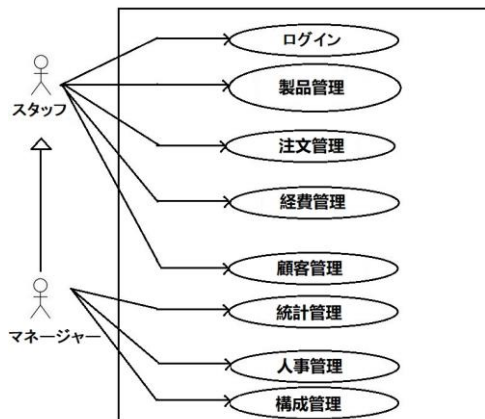 ログイン
製品管理
スタッフ
注文管理
経費管理
顧客管理
マネージャー
統計管理
人事管理
構成管理